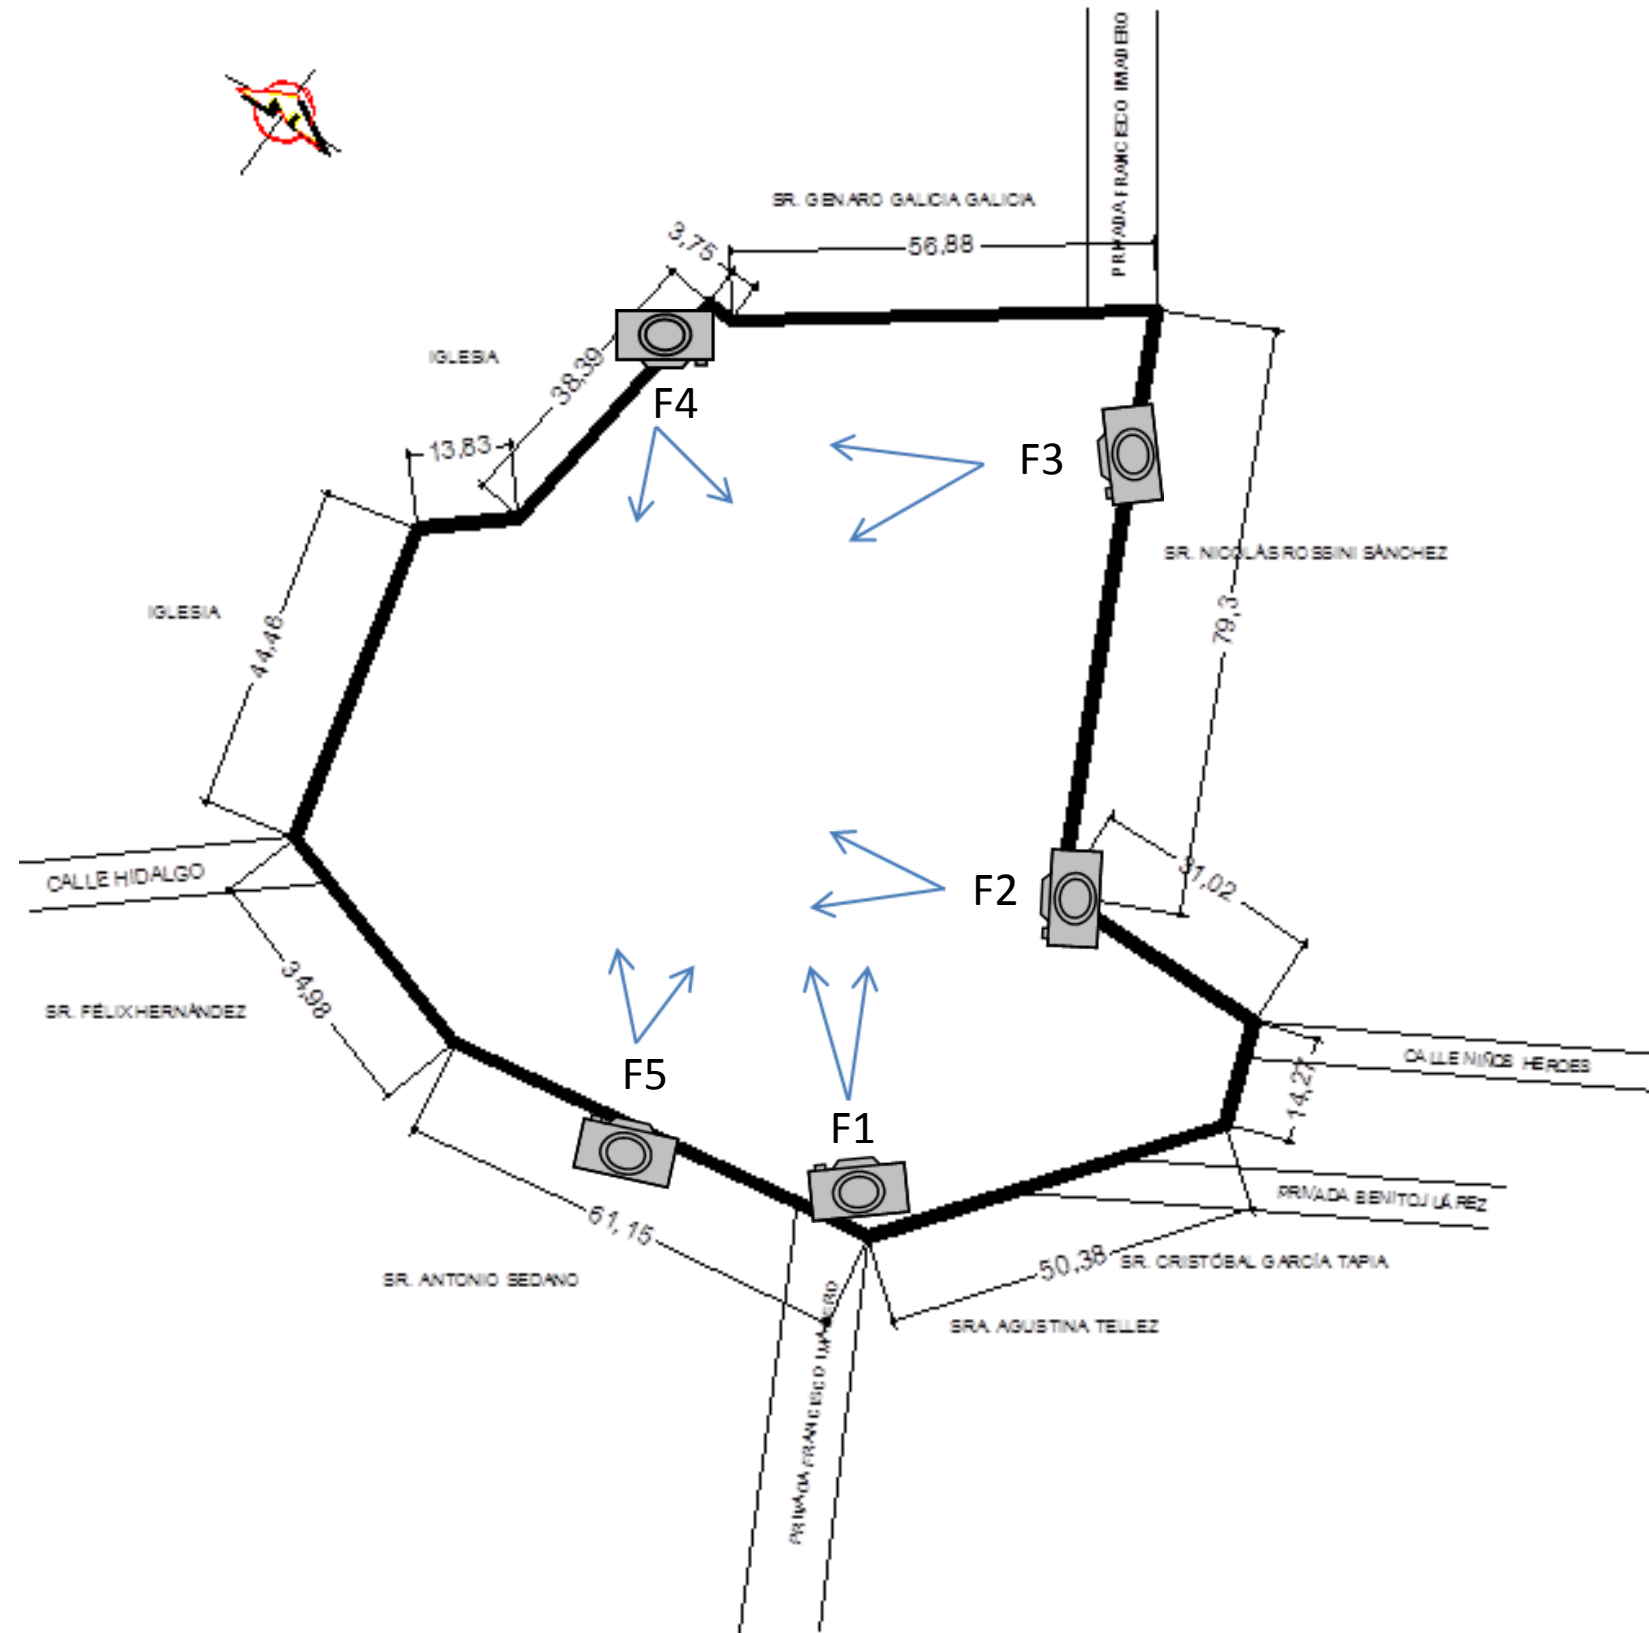 PRIVADA FRANCISCO IMADERO
SR. GENARO GALICIA GALICIA
3,75
56,88
IGLESIA
38,39
F4
13,83
F3
SR. NICOLÁS ROSSINI SÁNCHEZ
IGLESIA
44,46
79,3
CALLE HIDALGO
31,02
F2
34,98
SR. FÉLIX HERNÁNDEZ
CALLE NIÑOS HEROES
F5
14,27
F1
PRIVADA BENITO JUÁREZ
61,15
50,38
SR. CRISTÓBAL GARCÍA TAPIA
SR. ANTONIO SEDANO
SRA. AGUSTINA TELLEZ
PRIVADA FRANCISCO IMADERO